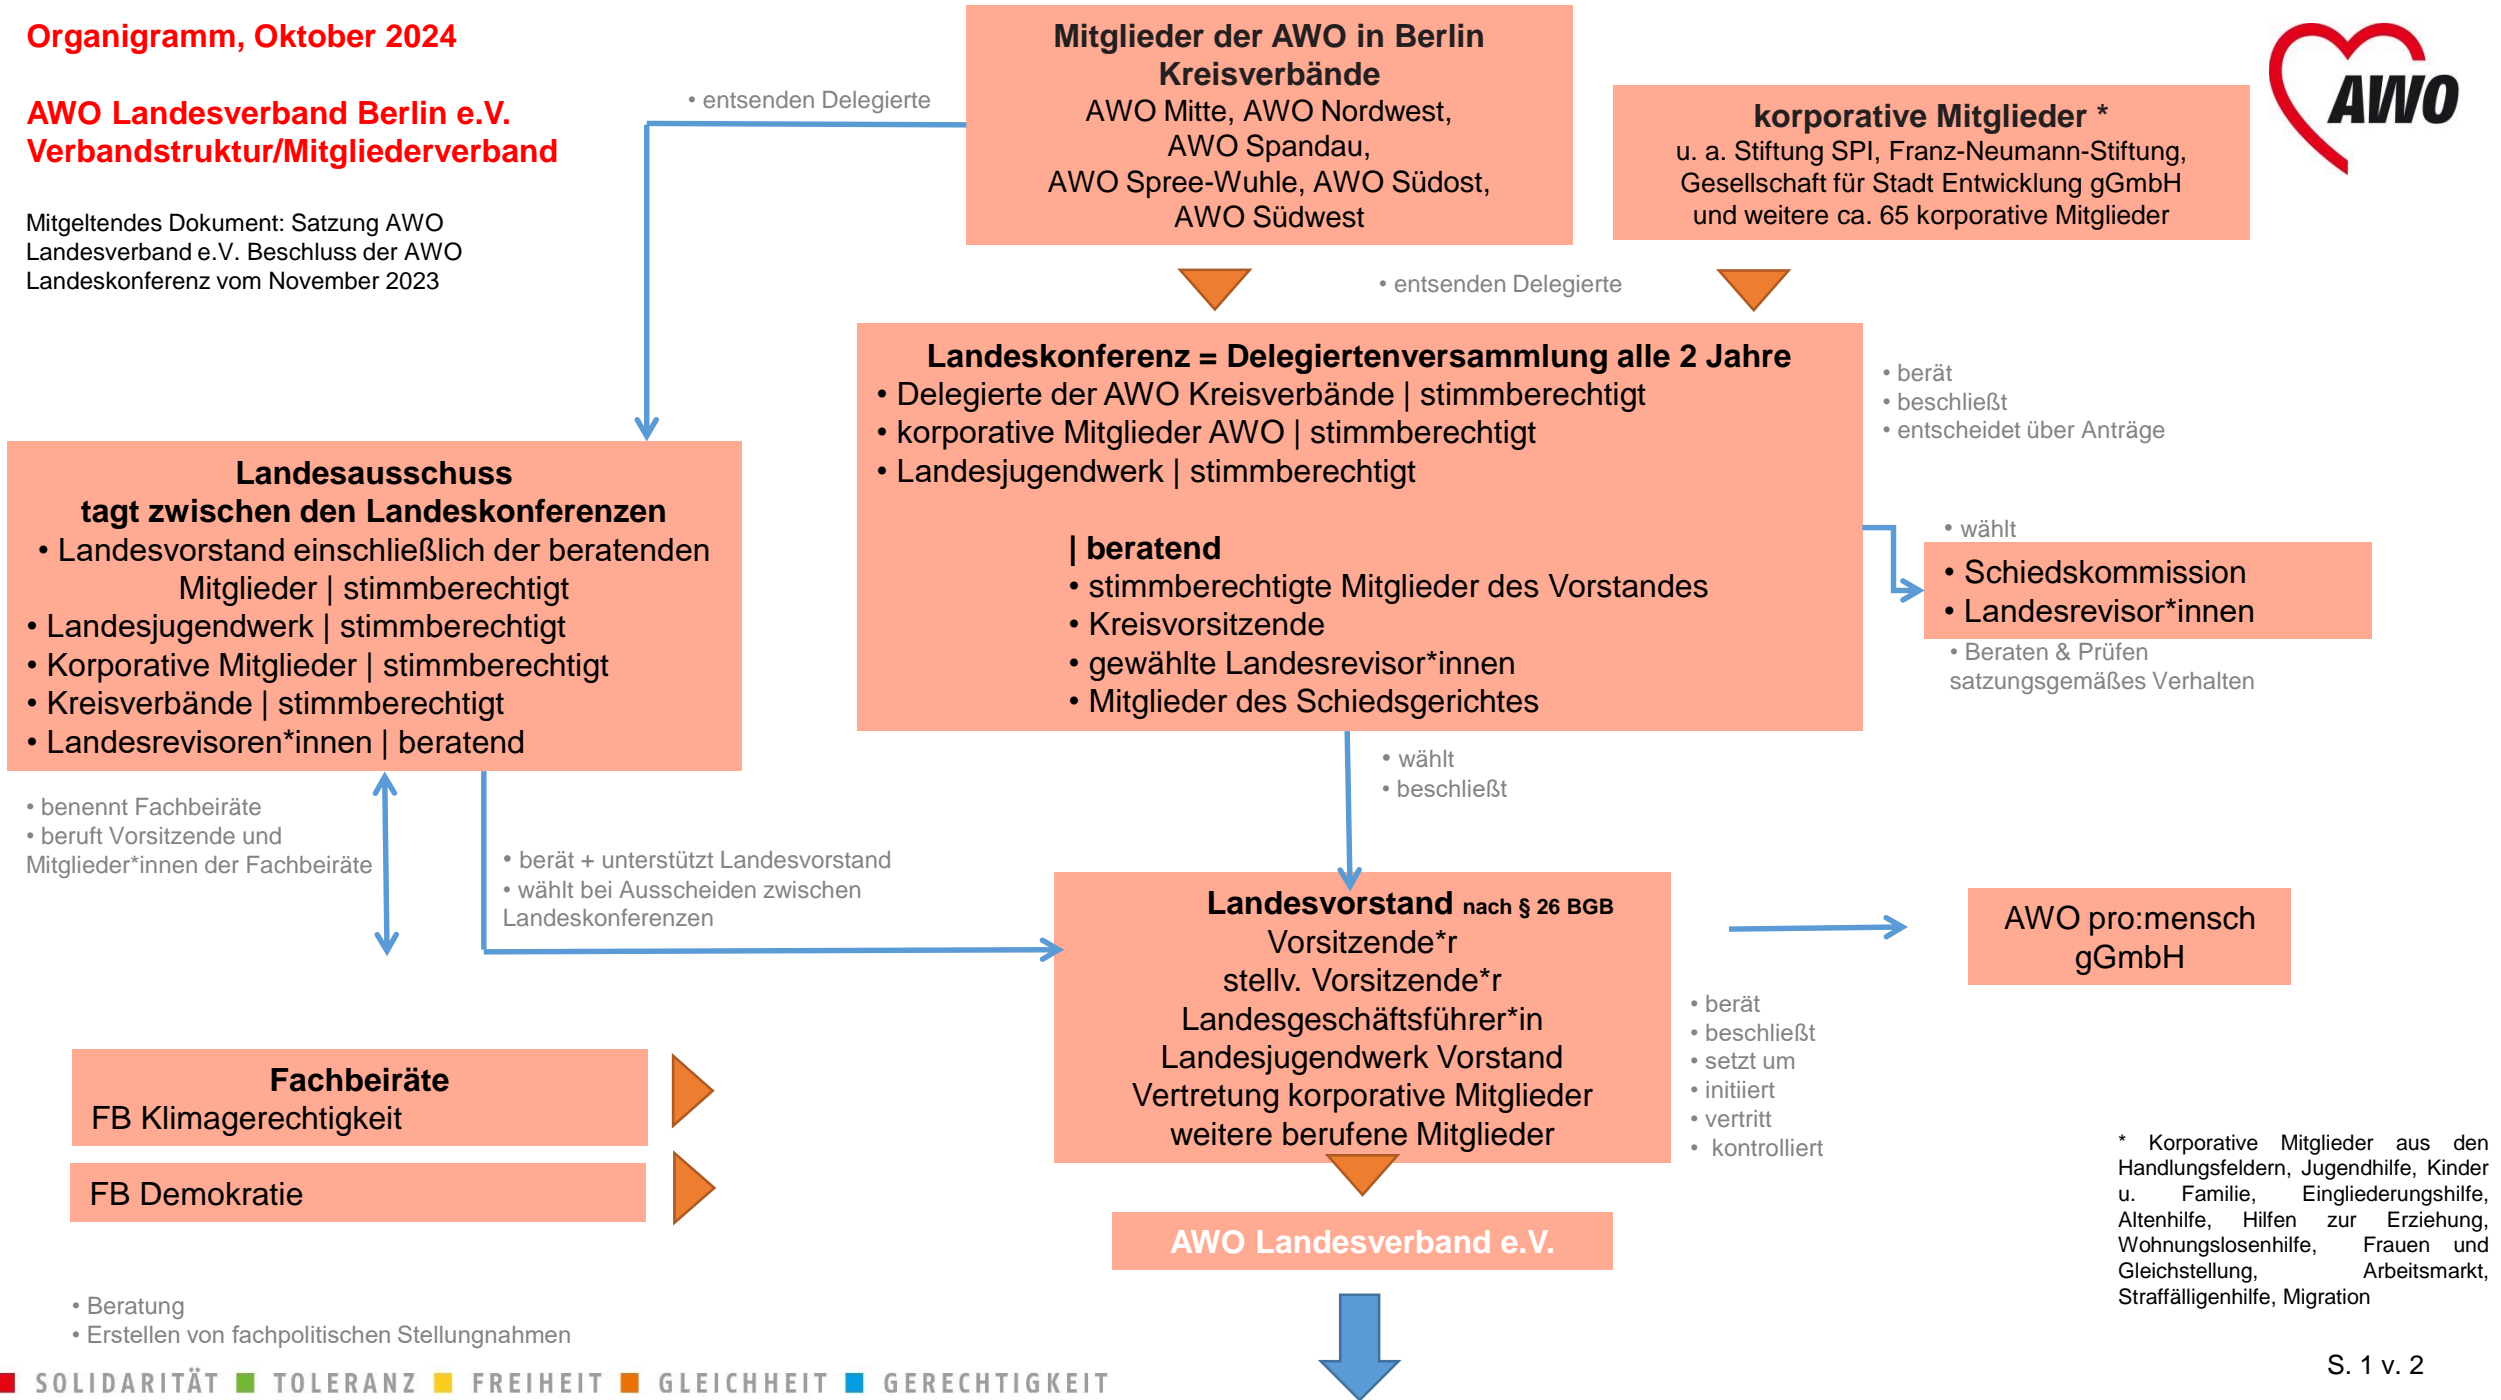 Organigramm, Oktober 2024
AWO Landesverband Berlin e.V.
Verbandstruktur/Mitgliederverband
Mitgeltendes Dokument: Satzung AWO
Landesverband e.V. Beschluss der AWO
Landeskonferenz vom November 2023
• entsenden Delegierte
Mitglieder der AWO in Berlin
Kreisverbände
AWO Mitte, AWO Nordwest,
AWO Spandau,
AWO Spree-Wuhle, AWO Südost,
AWO Südwest
korporative Mitglieder *
u. a. Stiftung SPI, Franz-Neumann-Stiftung,
Gesellschaft für Stadt Entwicklung gGmbH
und weitere ca. 65 korporative Mitglieder
AWO
• entsenden Delegierte
Landeskonferenz = Delegiertenversammlung alle 2 Jahre
• Delegierte der AWO Kreisverbände | stimmberechtigt
• korporative Mitglieder AWO | stimmberechtigt
• Landesjugendwerk | stimmberechtigt
| beratend
• stimmberechtigte Mitglieder des Vorstandes
• Kreisvorsitzende
• gewählte Landesrevisor*innen
• Mitglieder des Schiedsgerichtes
• berät
• beschließt
• entscheidet über Anträge
• wählt
• Schiedskommission
• Landesrevisor*innen
• Beraten & Prüfen
satzungsgemäßes Verhalten
Landesausschuss
tagt zwischen den Landeskonferenzen
• Landesvorstand einschließlich der beratenden
Mitglieder | stimmberechtigt
• Landesjugendwerk | stimmberechtigt
• Korporative Mitglieder | stimmberechtigt
• Kreisverbände | stimmberechtigt
• Landesrevisoren*innen | beratend
• benennt Fachbeiräte
• beruft Vorsitzende und
Mitglieder*innen der Fachbeiräte
• berät + unterstützt Landesvorstand
• wählt bei Ausscheiden zwischen
Landeskonferenzen
• wählt
• beschließt
Landesvorstand nach § 26 BGB
Vorsitzende*r
stellv. Vorsitzende*r
Landesgeschäftsführer*in
Landesjugendwerk Vorstand
Vertretung korporative Mitglieder
weitere berufene Mitglieder
• berät
• beschließt
• setzt um
• initiiert
• vertritt
• kontrolliert
AWO pro:mensch
gGmbH
Fachbeiräte
FB Klimagerechtigkeit
FB Demokratie
• Beratung
• Erstellen von fachpolitischen Stellungnahmen
AWO Landesverband e.V.
* Korporative Mitglieder aus den
Handlungsfeldern, Jugendhilfe, Kinder
u. Familie, Eingliederungshilfe,
Altenhilfe, Hilfen zur Erziehung,
Wohnungslosenhilfe, Frauen und
Gleichstellung, Arbeitsmarkt,
Straffälligenhilfe, Migration
SOLIDARITÄT TOLERANZ FREIHEIT GLEICHHEIT GERECHTIGKEIT
S. 1 v. 2